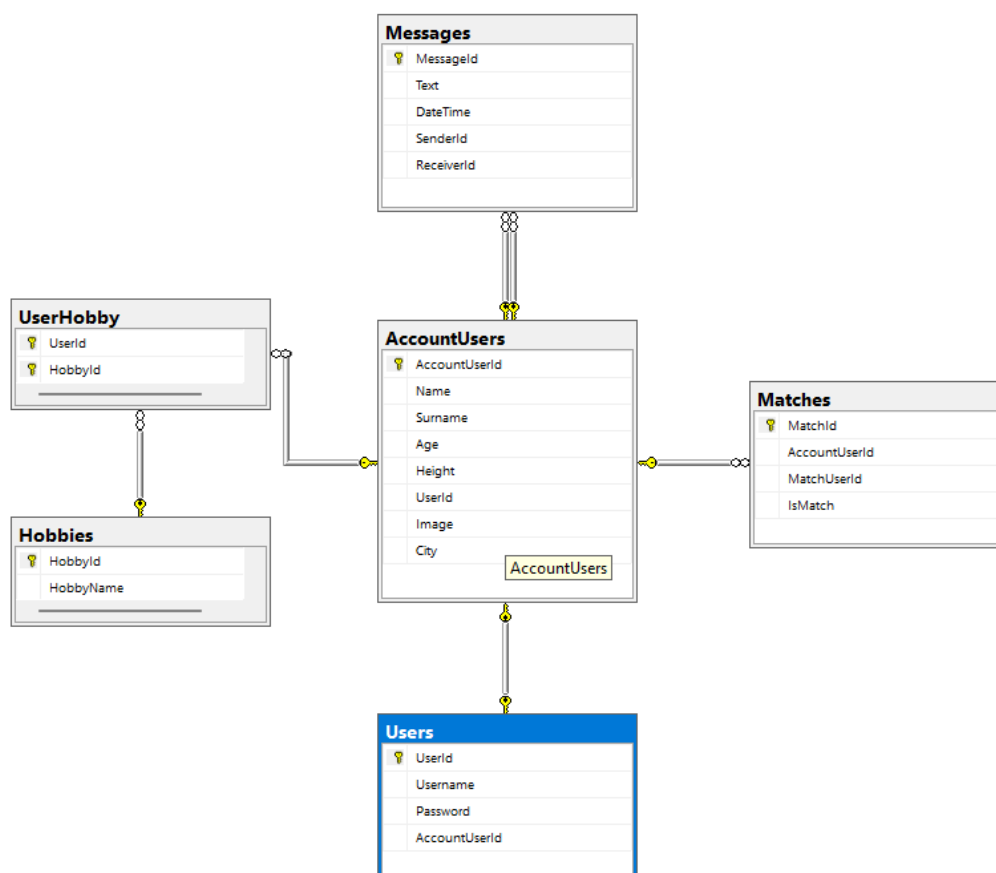 Messages
MessageId
Text
DateTime
SenderId
ReceiverId
UserHobby
UserId
HobbyId
Hobbies
HobbyId
HobbyName
AccountUsers
AccountUserId
Name
Surname
Age
Height
UserId
Image
City
AccountUsers
Matches
MatchId
AccountUserId
MatchUserId
IsMatch
Users
UserId
Username
Password
AccountUserId